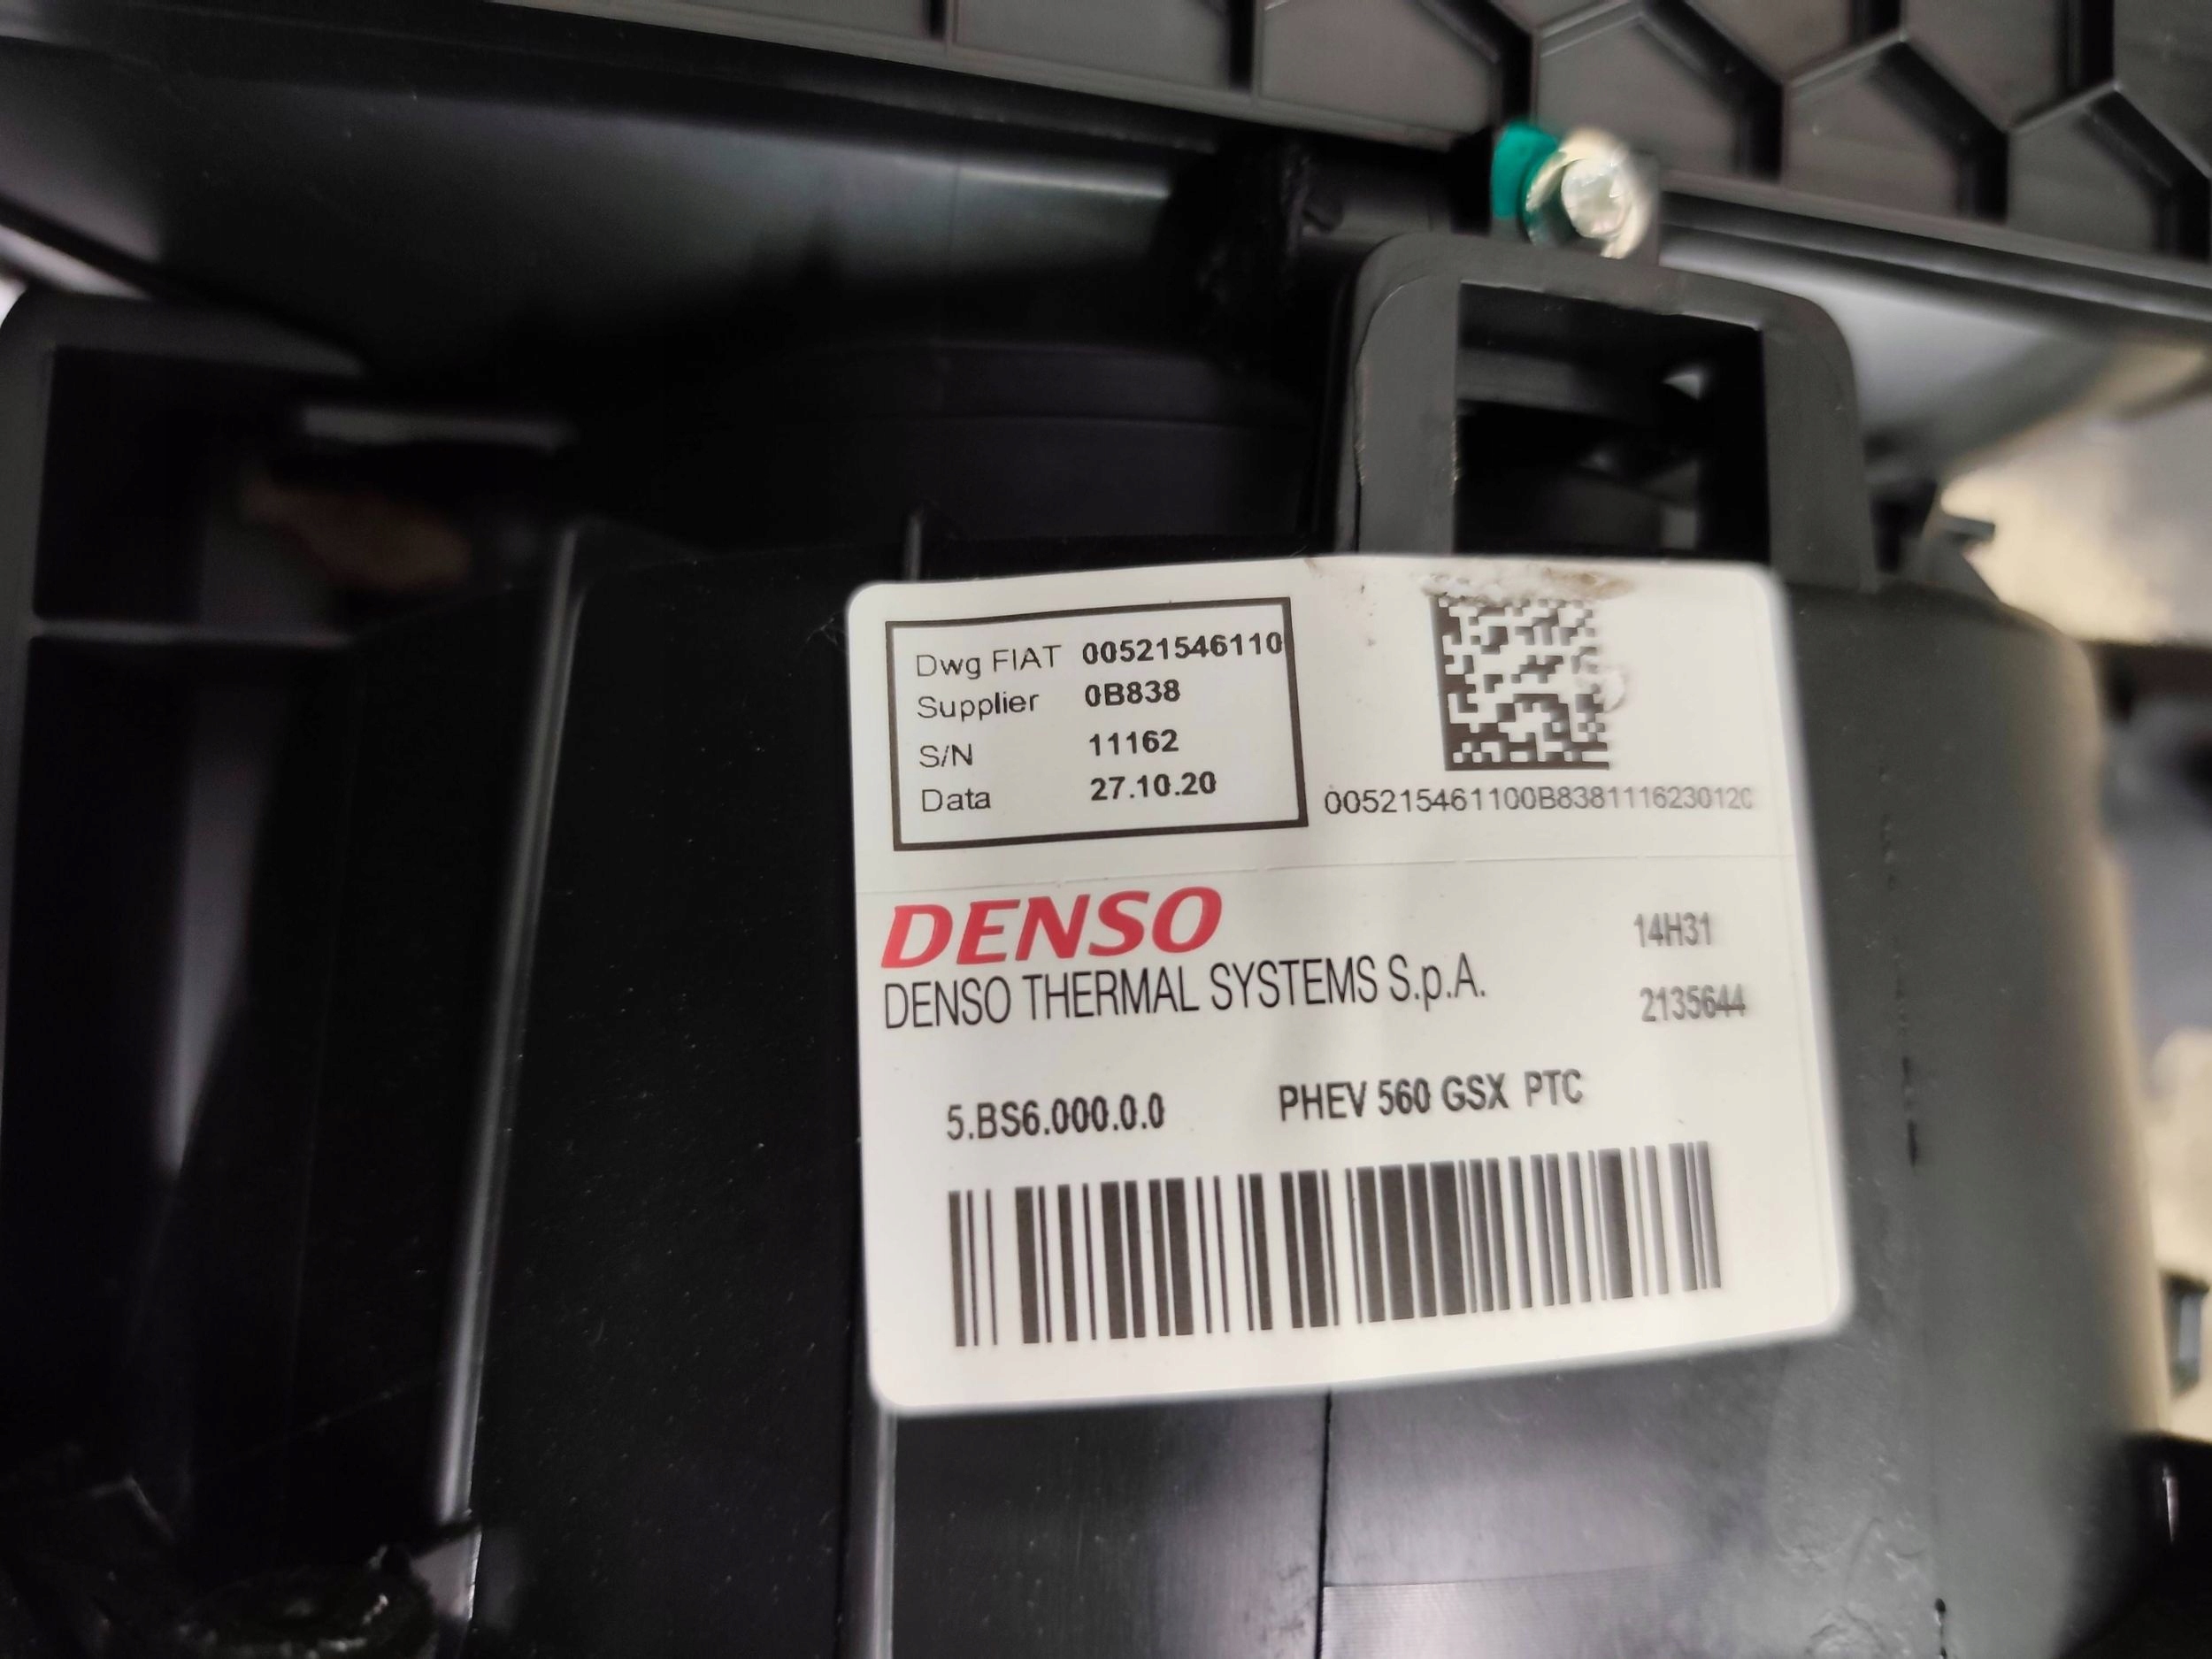 Dwg FIAT 00521546110
Supplier 0B838
S/N 11162
Data 27.10.20
005215461100B838111623012C
DENSO
DENSO THERMAL SYSTEMS S.p.A.
14H31
2135644
5.BS6.000.0.0 PHEV 560 GSX PTC